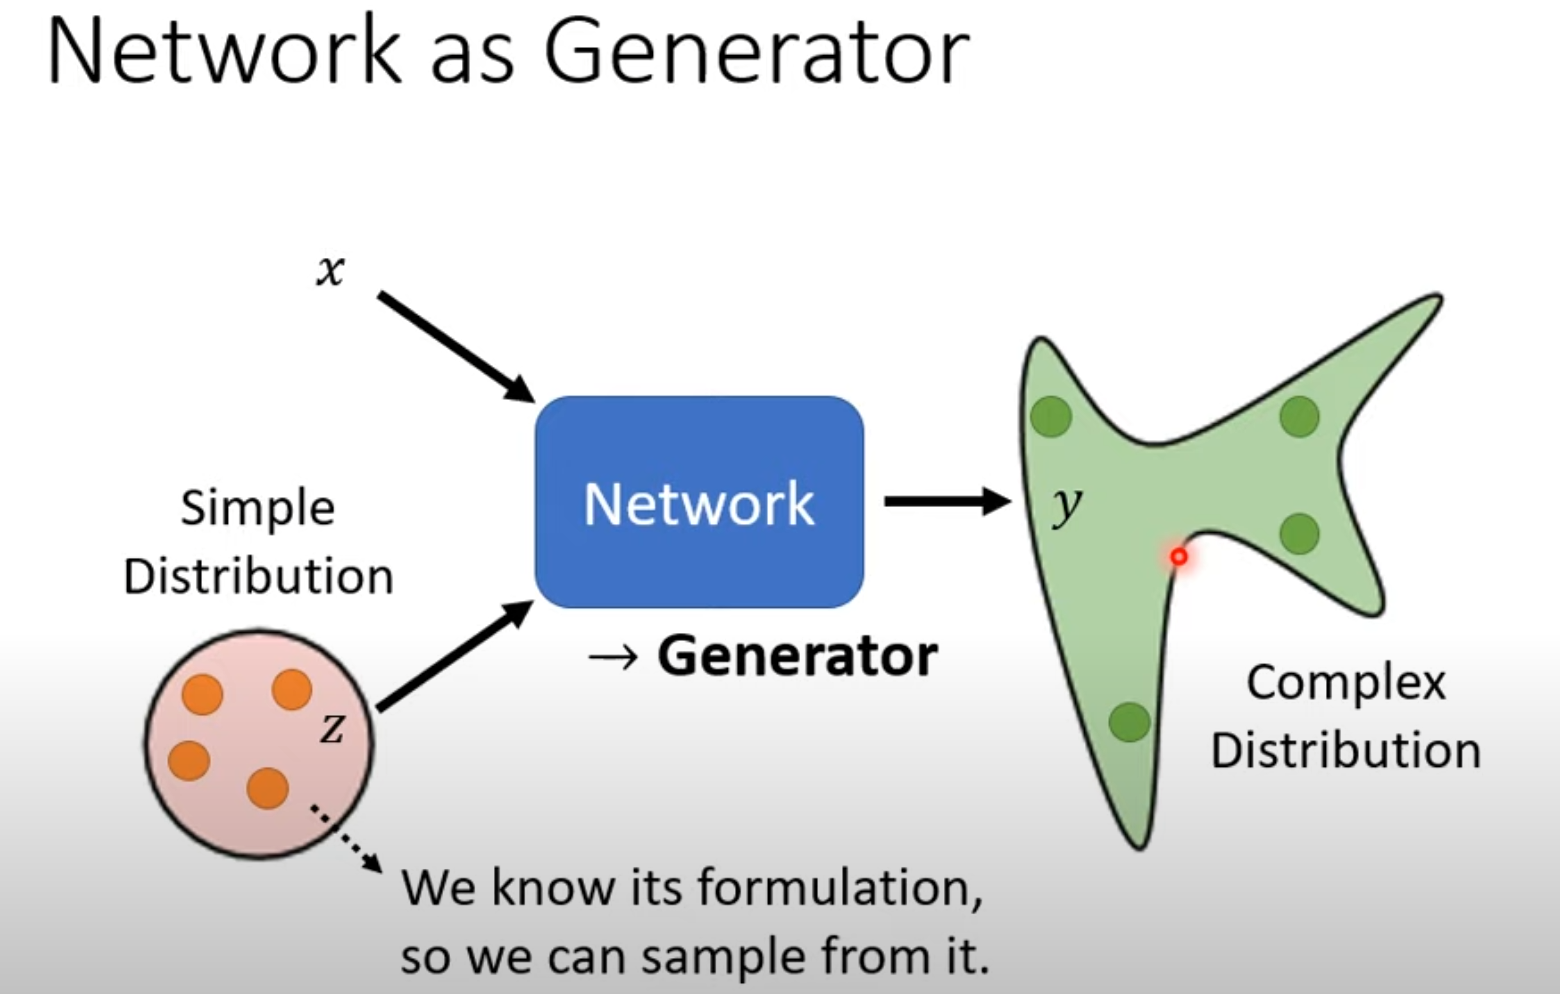 Network as Generator
x
Simple
Distribution
z
Network
→ Generator
y
Complex
Distribution
We know its formulation,
so we can sample from it.